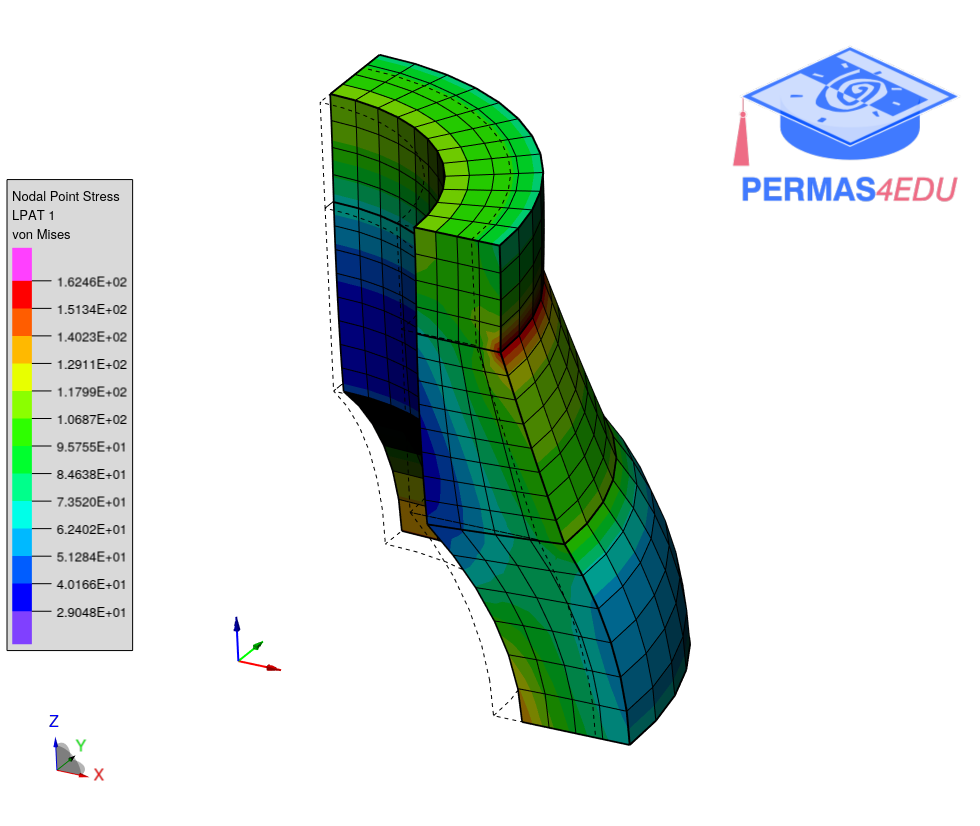 PERMAS4EDU
Nodal Point Stress
LPAT 1
von Mises
1.6246E+02
1.5134E+02
1.4023E+02
1.2911E+02
1.1799E+02
1.0687E+02
9.5755E+01
8.4638E+01
7.3520E+01
6.2402E+01
5.1284E+01
4.0166E+01
2.9048E+01
Z
Y
X